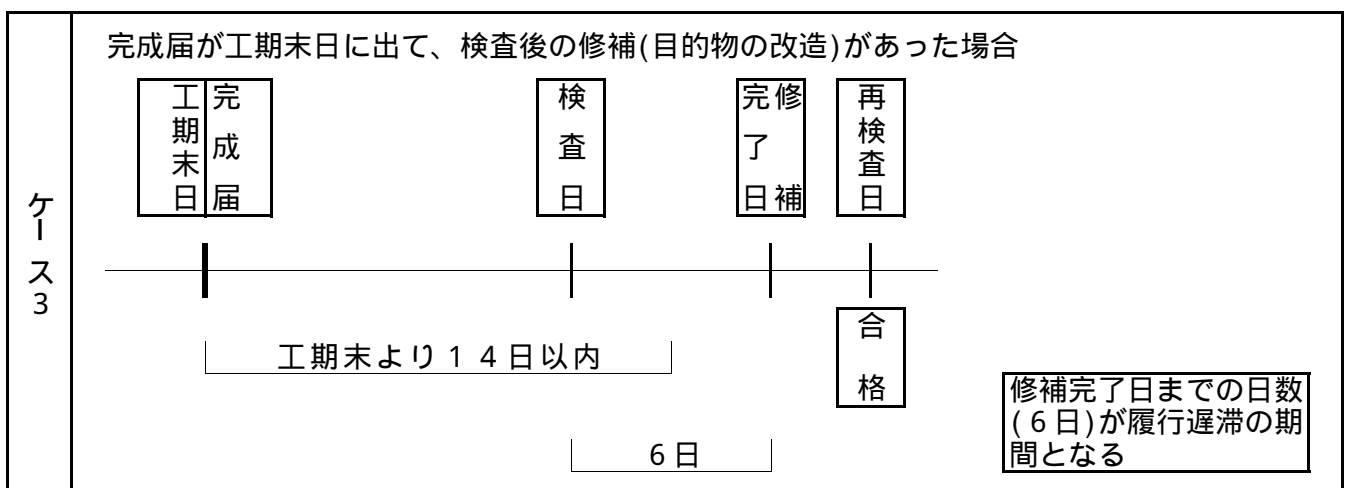 ケース3
完成届が工期末日に出て、検査後の修補(目的物の改造)があった場合
工期末日
完成届
検査日
修補
完了日
再検査日
合格
工期末より14日以内
6日
修補完了日までの日数
(6日)が履行遅滞の期
間となる